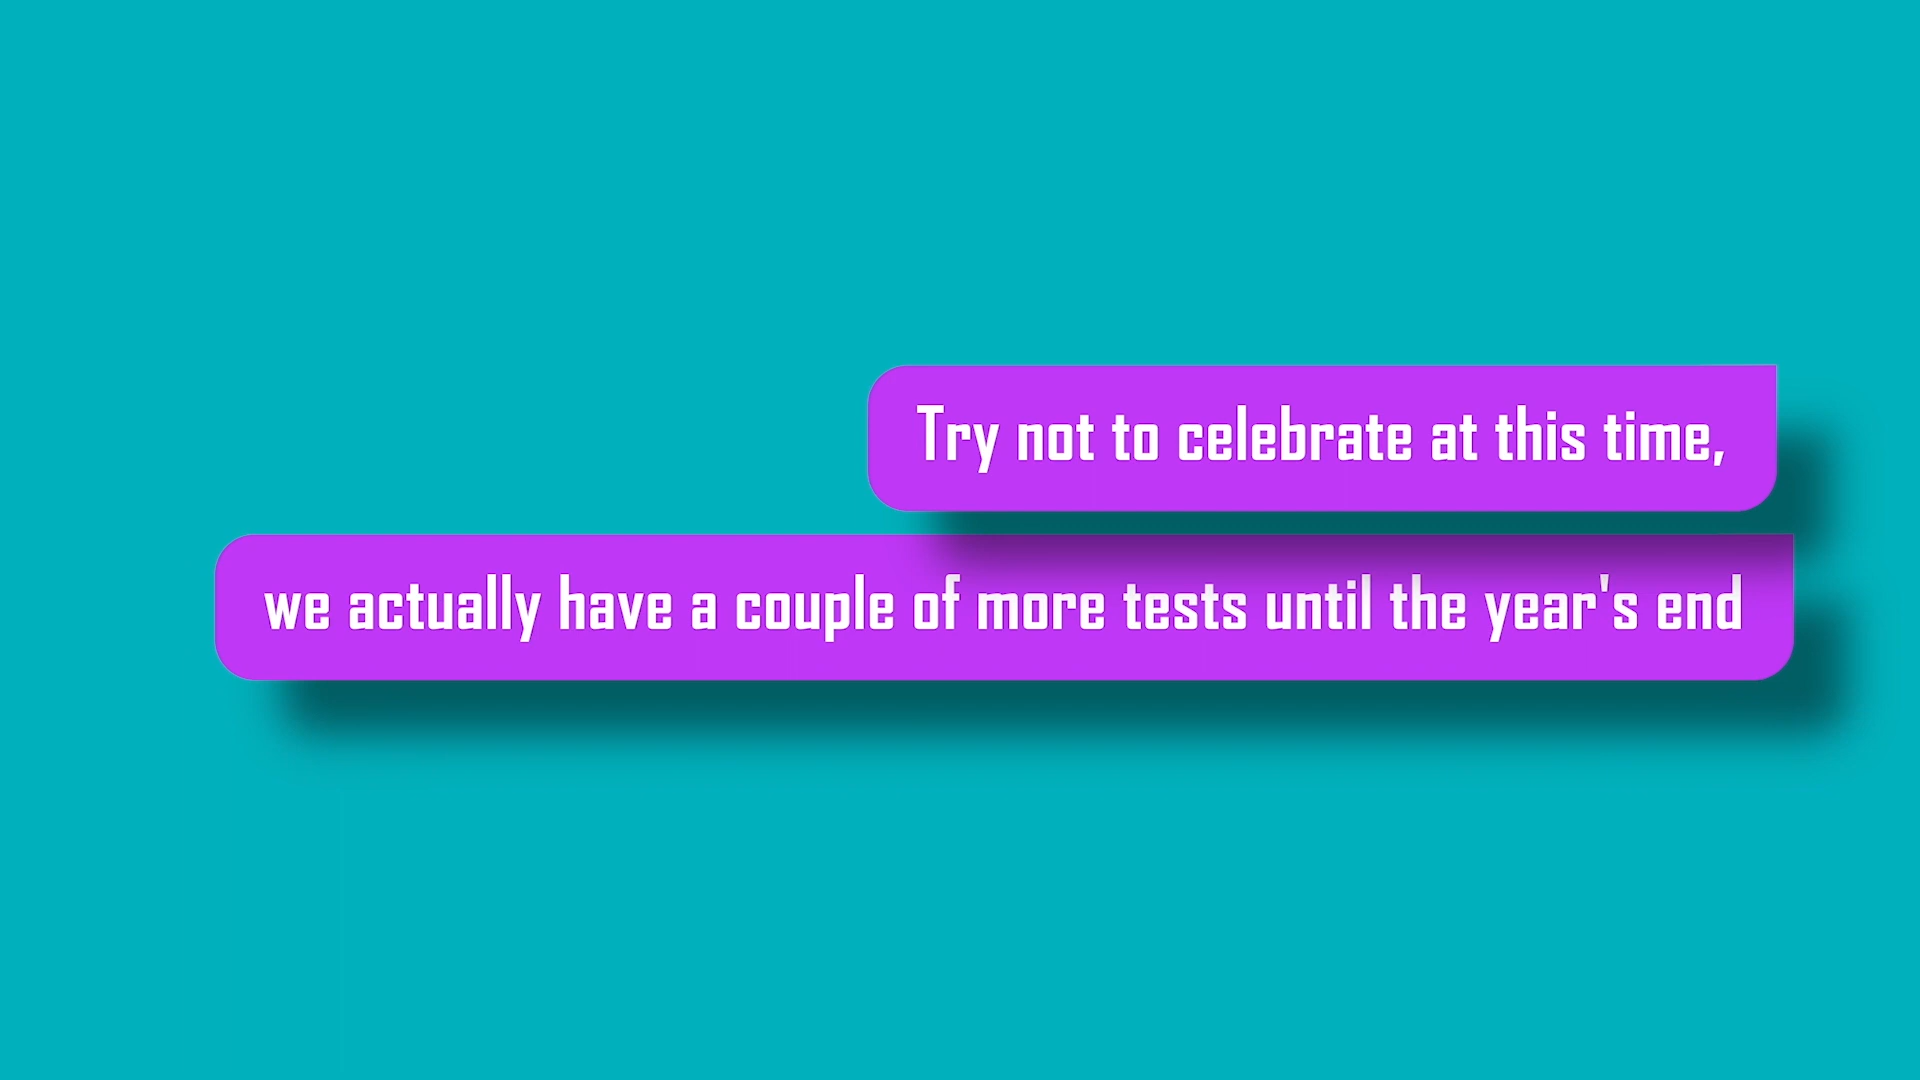 Try not to celebrate at this time,
we actually have a couple of more tests until the year's end